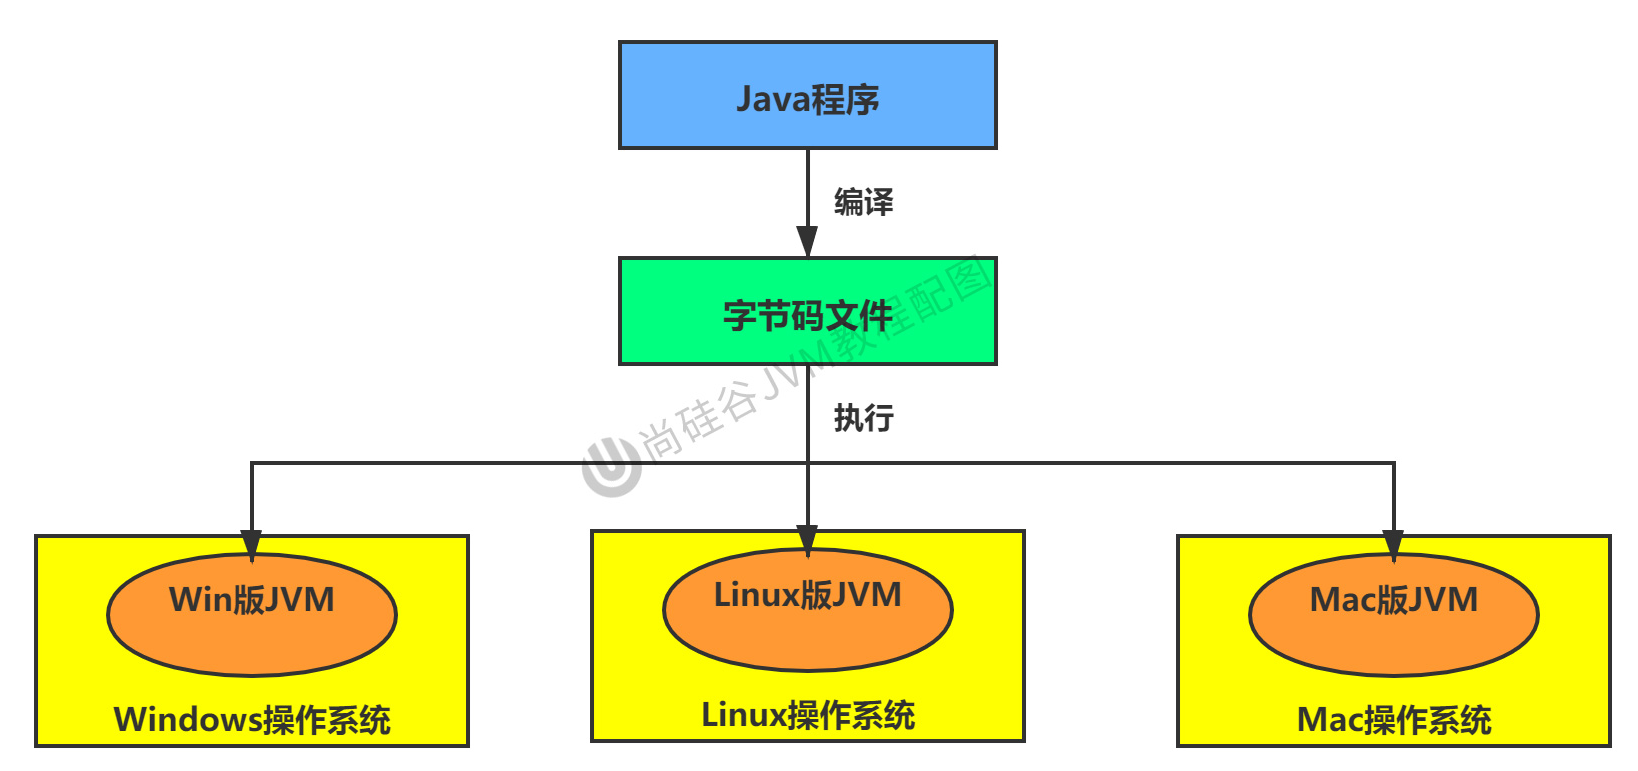 Java程序
编译
字节码文件
尚硅谷JVM教程配图
执行
Win版JVM
Linux版JVM
Mac版JVM
Windows操作系统
Linux操作系统
Mac操作系统